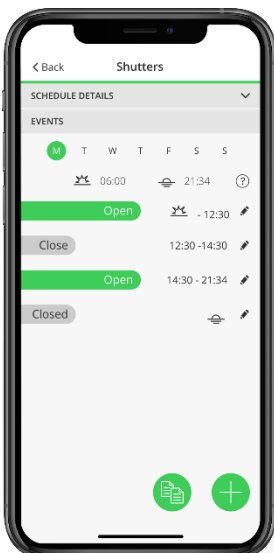 Back Shutters
SCHEDULE DETAILS
EVENTS
M T W T F S S
06:00 21:34 ?
Open - 12:30
Close 12:30 -14:30
Open 14:30 - 21:34
Closed